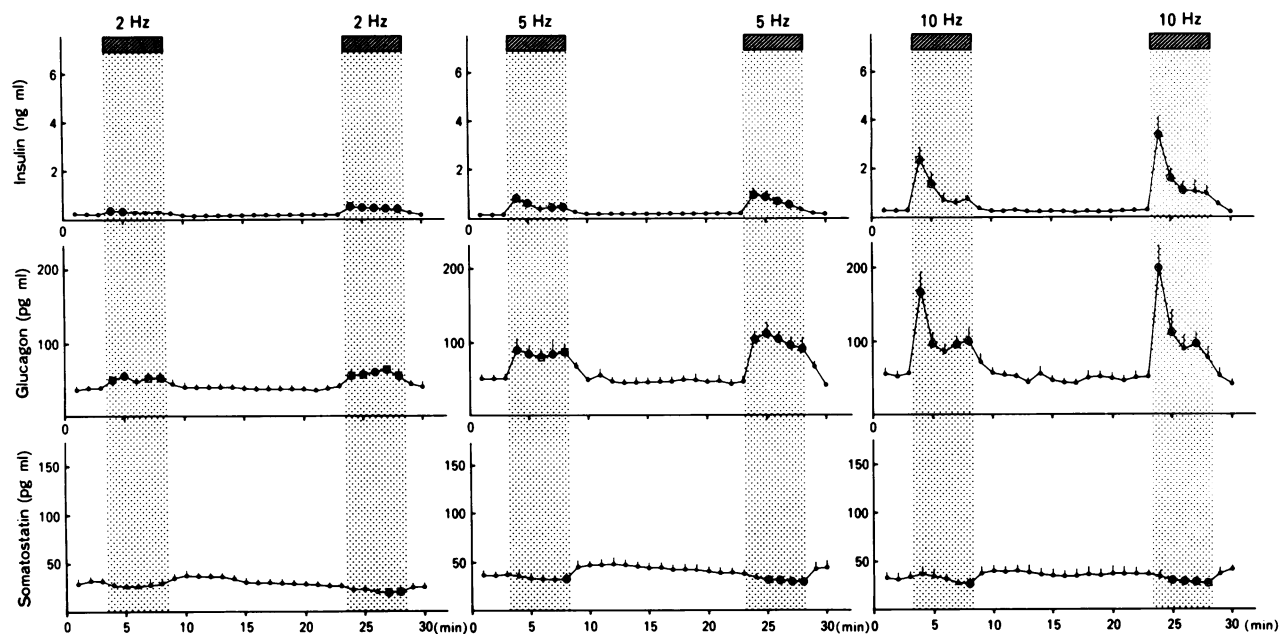 2 Hz 2 Hz 5 Hz 5 Hz 10 Hz 10 Hz
Insulin (ng ml)
6 6 6
4 4 4
2 2 2
0 0 0
Glucagon (pg ml)
200 200 200
100 100 100
0 0 0
Somatostatin (pg ml)
150 150 150
100 100 100
50 50 50
0 5 10 15 20 25 30 (min) 0 5 10 15 20 25 30 (min) 0 5 10 15 20 25 30 (min)